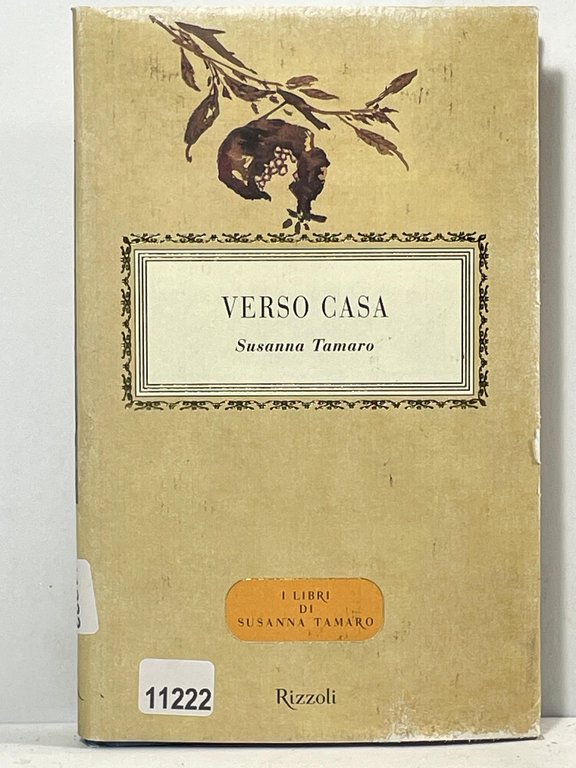 VERSO CASA
Susanna Tamaro
I LIBRI
DI
SUSANNA TAMARO
11222
Rizzoli